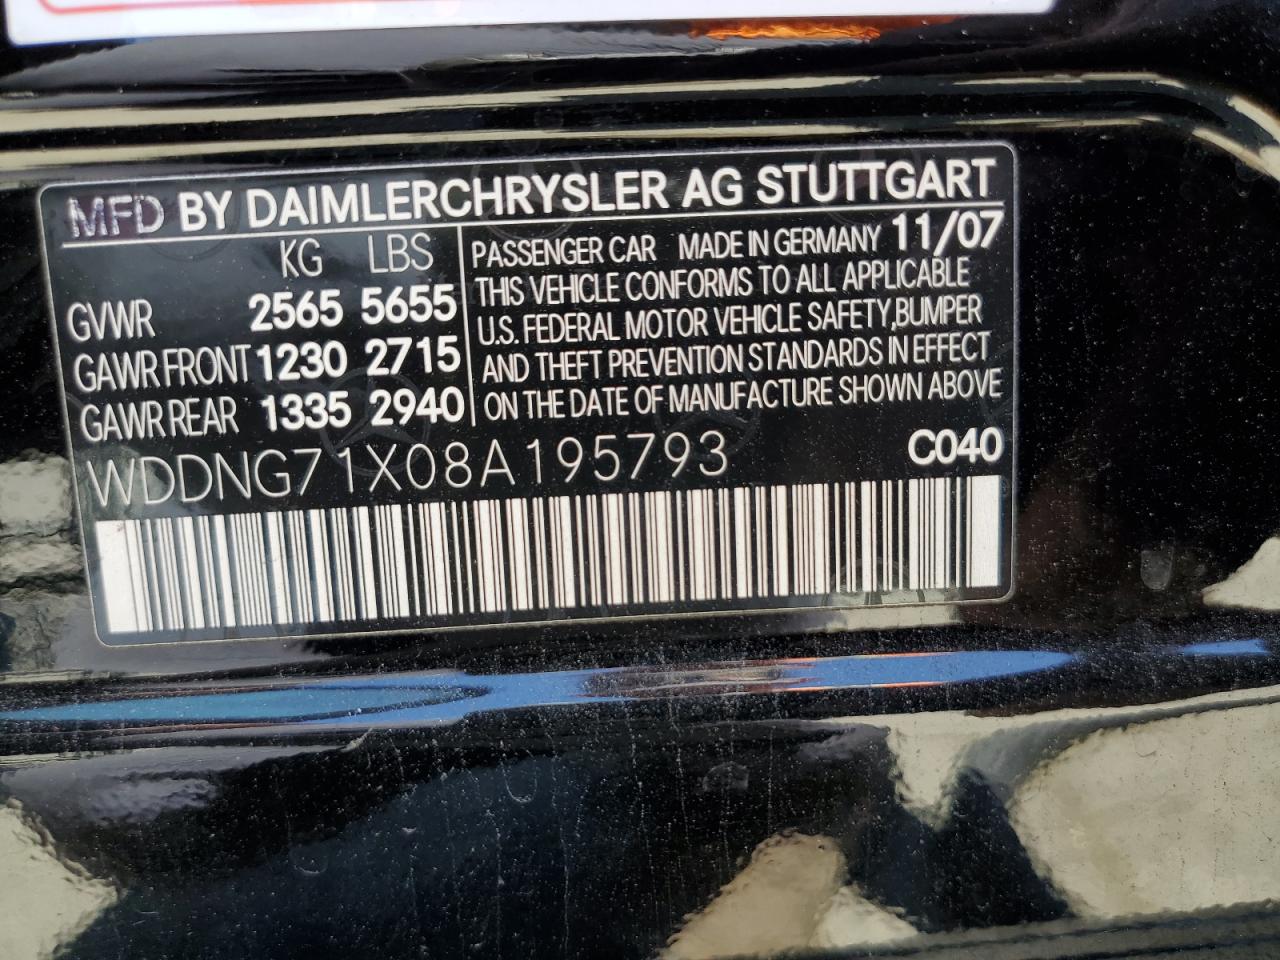 MFD BY DAIMLERCHRYSLER AG STUTTGART
KG LBS
GVWR 2565 5655
GAWR FRONT 1230 2715
GAWR REAR 1335 2940
PASSENGER CAR MADE IN GERMANY 11/07
THIS VEHICLE CONFORMS TO ALL APPLICABLE
U.S. FEDERAL MOTOR VEHICLE SAFETY, BUMPER
AND THEFT PREVENTION STANDARDS IN EFFECT
ON THE DATE OF MANUFACTURE SHOWN ABOVE
WDDNG71X08A195793 C040